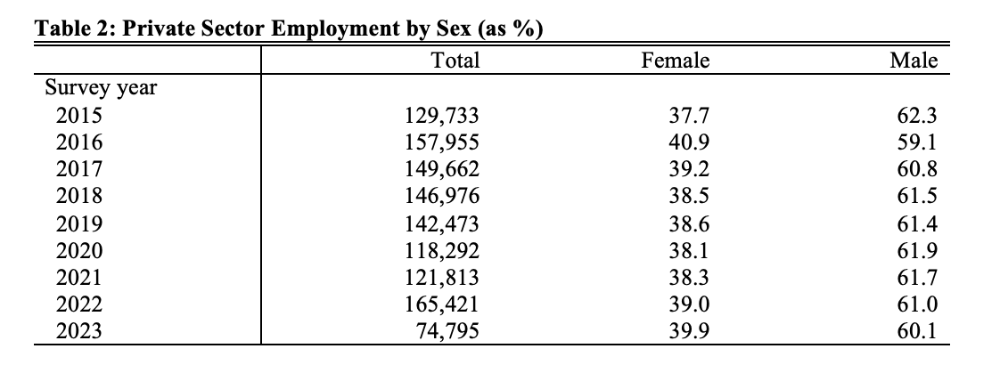 Table 2: Private Sector Employment by Sex (as %)
Total Female Male
Survey year
2015 129,733 37.7 62.3
2016 157,955 40.9 59.1
2017 149,662 39.2 60.8
2018 146,976 38.5 61.5
2019 142,473 38.6 61.4
2020 118,292 38.1 61.9
2021 121,813 38.3 61.7
2022 165,421 39.0 61.0
2023 74,795 39.9 60.1